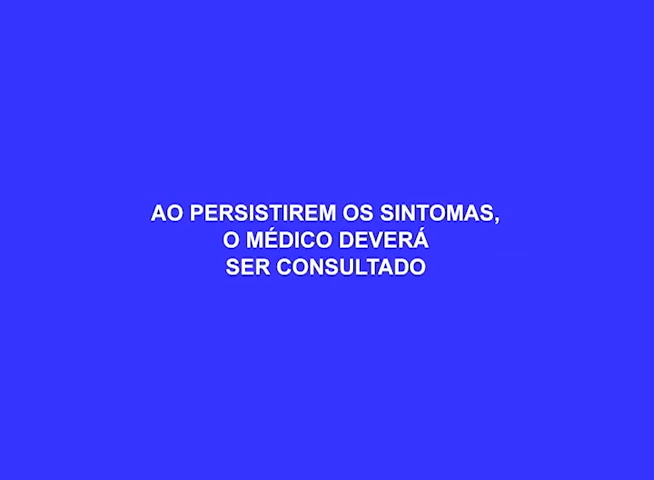 AO PERSISTIREM OS SINTOMAS,
O MÉDICO DEVERÁ
SER CONSULTADO